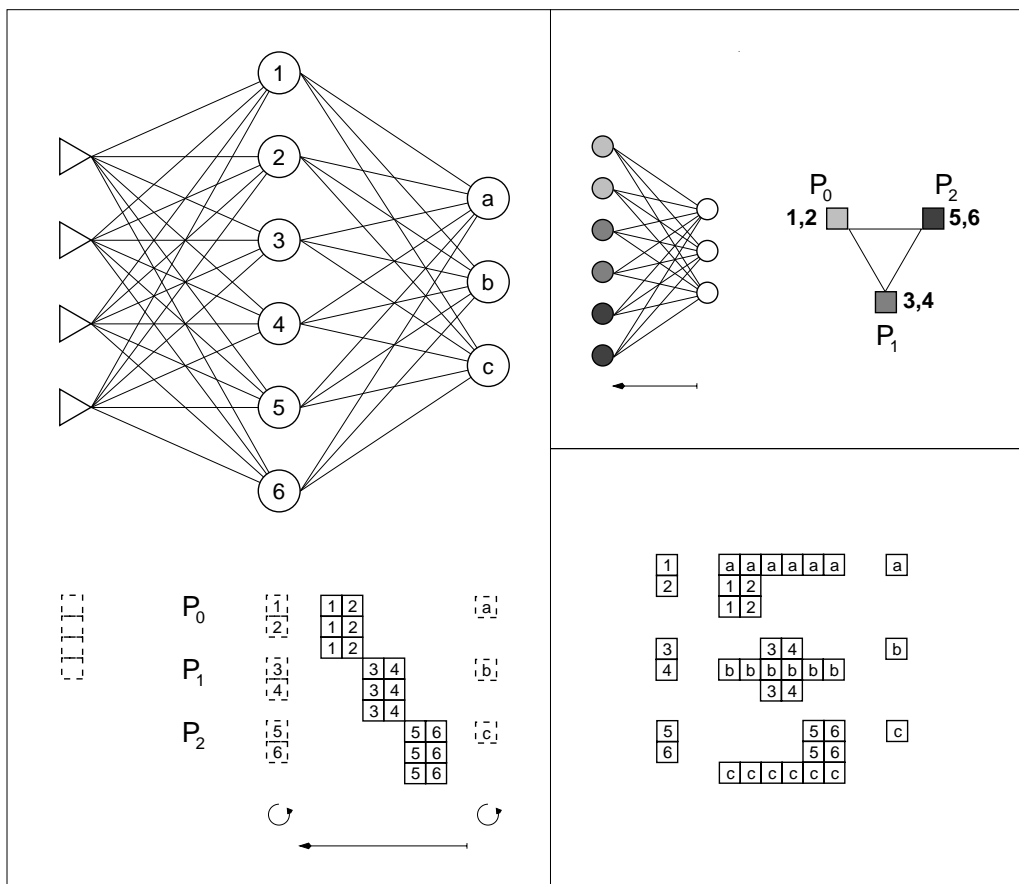 1
2
3
4
5
6
a
b
c
P0 1 1 2 a
2 1 2
1 2
P1 3 3 4 b
4 3 4
3 4
P2 5 5 6 c
6 5 6
5 6
P0 P2
1,2 5,6
3,4
P1
1 a a a a a a a
2 1 2
1 2
3 3 4 b
4 b b b b b b
3 4
5 5 6 c
6 5 6
c c c c c c